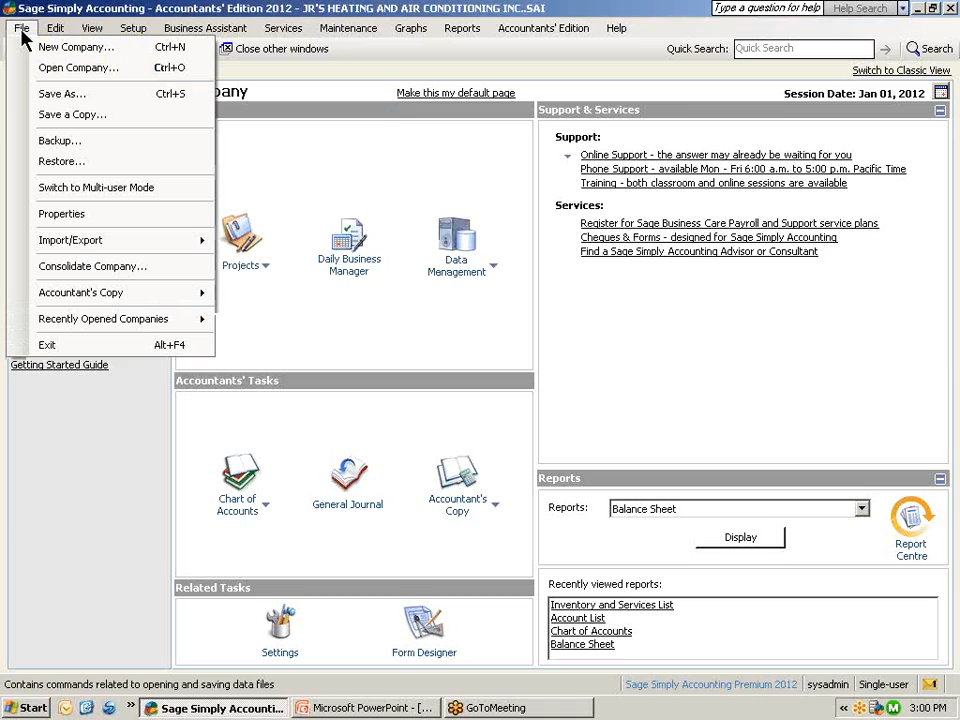 Sage Simply Accounting - Accountants' Edition 2012 - JR'S HEATING AND AIR CONDITIONING INC..SAI
Type a question for help
Help Search
File Edit View Setup Business Assistant Services Maintenance Graphs Reports Accountants' Edition Help
Close other windows
Quick Search:
Quick Search
Search
Switch to Classic View
Make this my default page
Session Date: Jan 01, 2012
New Company... Ctrl+N
Open Company... Ctrl+O
Save As... Ctrl+S
Save a Copy...
Backup...
Restore...
Switch to Multi-user Mode
Properties
Import/Export
Consolidate Company...
Accountant's Copy
Recently Opened Companies
Exit Alt+F4
Getting Started Guide
Projects
Daily Business
Manager
Data
Management
Accountants' Tasks
Chart of
Accounts
General Journal
Accountant's
Copy
Related Tasks
Settings
Form Designer
Support & Services
Support:
Online Support - the answer may already be waiting for you
Phone Support - available Mon - Fri 6:00 a.m. to 5:00 p.m. Pacific Time
Training - both classroom and online sessions are available
Services:
Register for Sage Business Care Payroll and Support service plans
Cheques & Forms - designed for Sage Simply Accounting
Find a Sage Simply Accounting Advisor or Consultant
Reports
Reports:
Balance Sheet
Display
Report
Centre
Recently viewed reports:
Inventory and Services List
Account List
Chart of Accounts
Balance Sheet
Contains commands related to opening and saving data files
Sage Simply Accounting Premium 2012
sysadmin
Single-user
Start
Sage Simply Accounti...
Microsoft PowerPoint - [...
GoToMeeting
3:00 PM